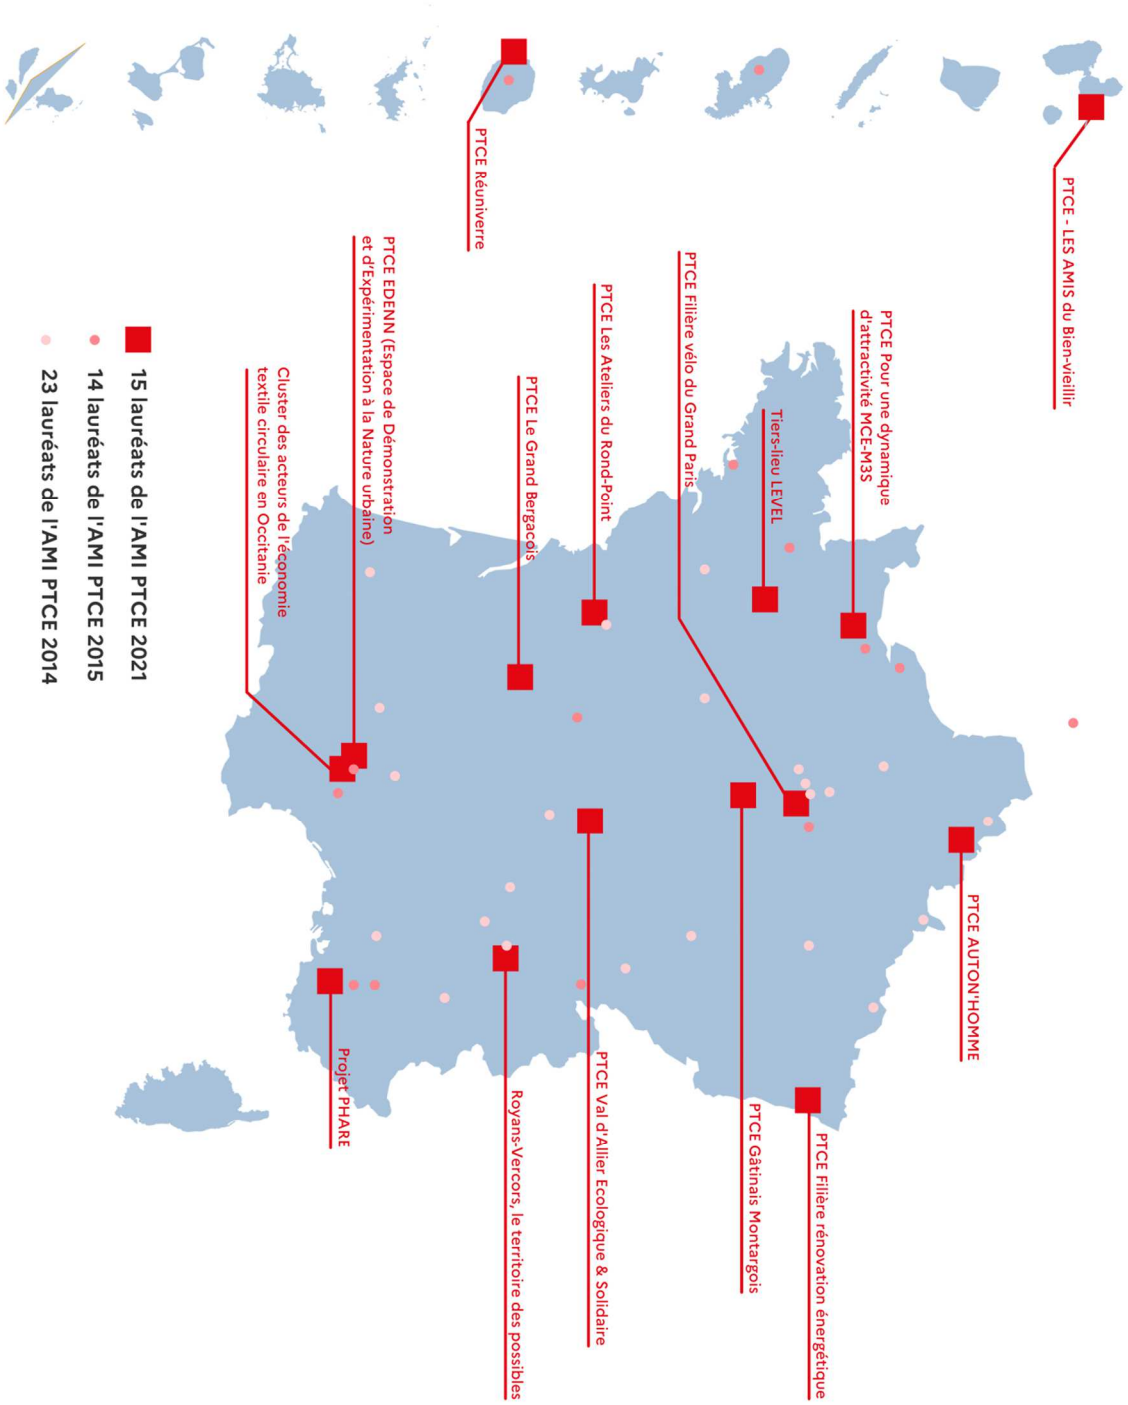 PTCE - LES AMIS du Bien-vieillir
PTCE Réuniverre
PTCE AUTON'HOMME
PTCE Pour une dynamique
d'attractivité MCE-M3S
PTCE Filière rénovation énergétique
Tiers-lieu LEVEL
PTCE Gâtinais Montargois
PTCE Filière vélo du Grand Paris
PTCE Les Ateliers du Rond-Point
PTCE Val d'Allier Ecologique & Solidaire
PTCE Le Grand Bergacois
Royans-Vercors, le territoire des possibles
PTCE EDENN (Espace de Démonstration
et d'Expérimentation à la Nature urbaine)
Projet PHARE
Cluster des acteurs de l'économie
textile circulaire en Occitanie
15 lauréats de l'AMI PTCE 2021
14 lauréats de l'AMI PTCE 2015
23 lauréats de l'AMI PTCE 2014